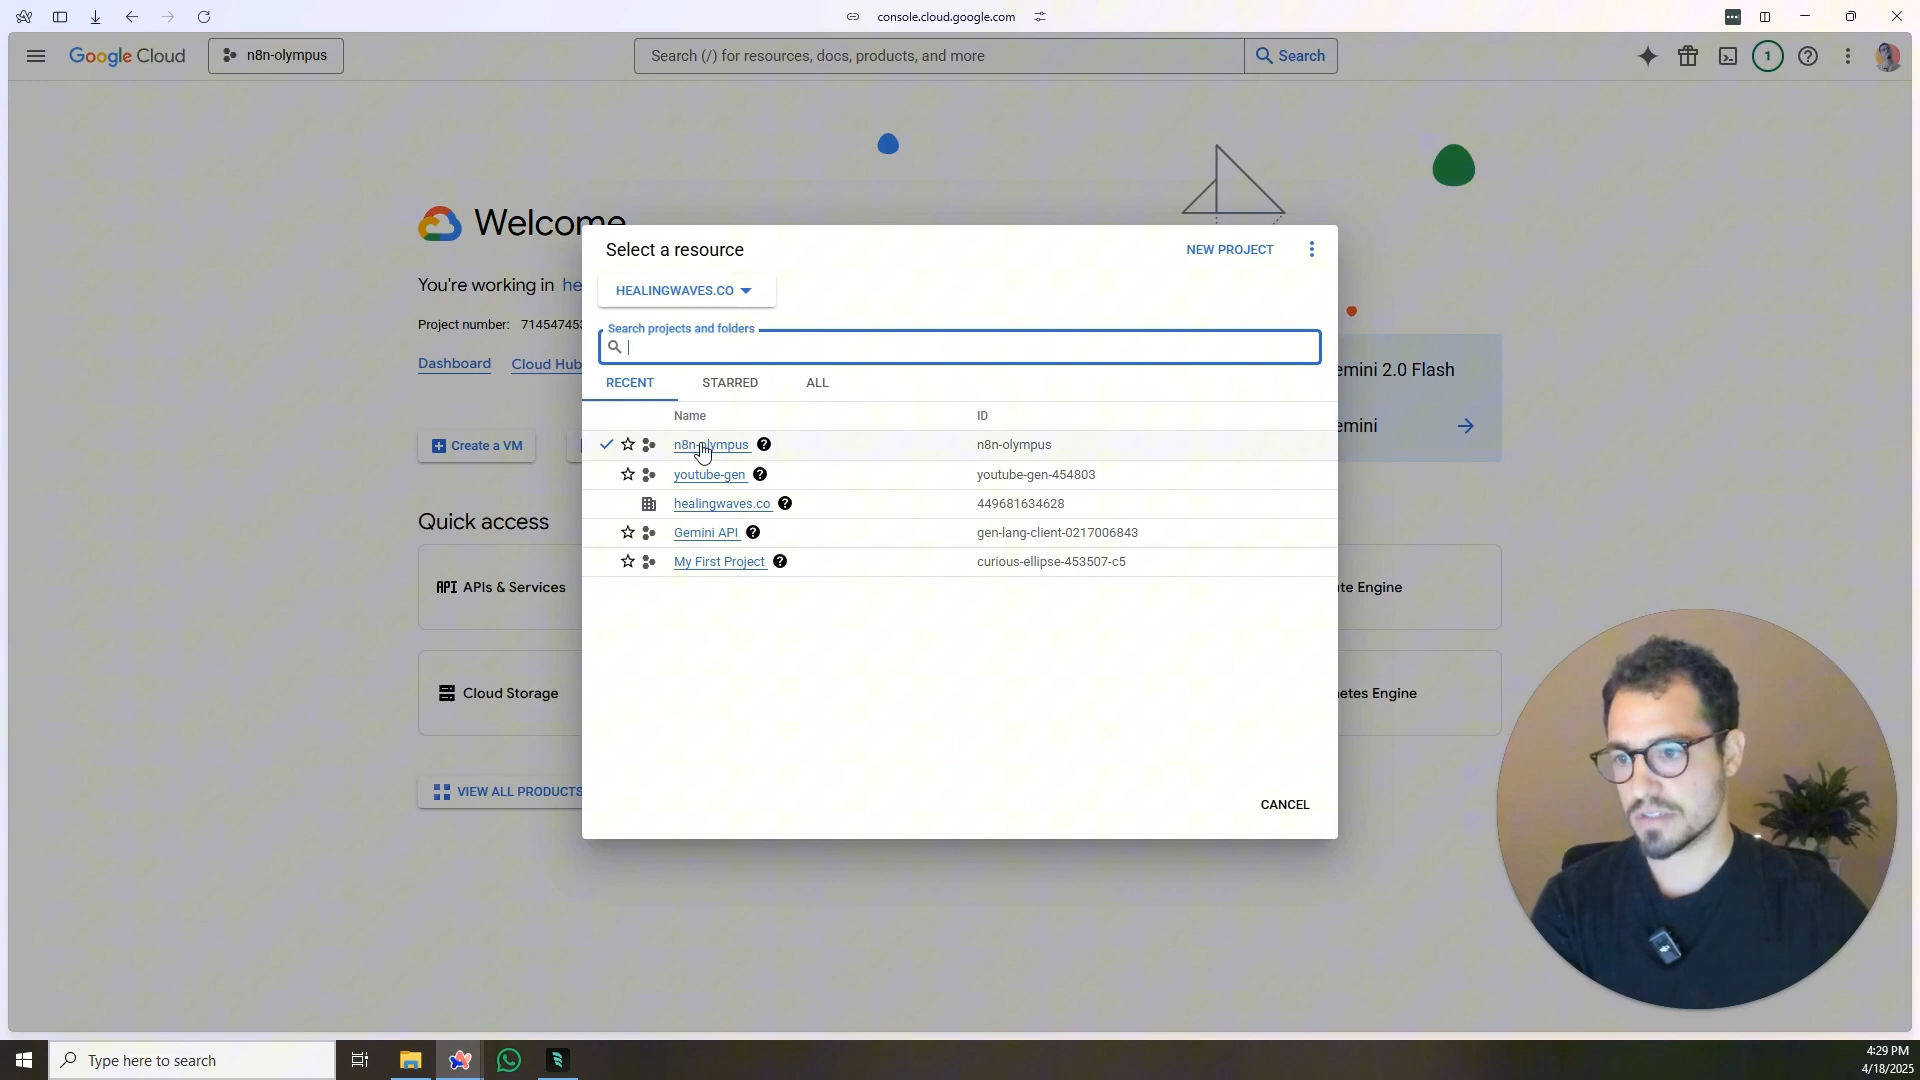 console.cloud.google.com
Google Cloud
n8n-olympus
Search (/) for resources, docs, products, and more
Search
1
Welcome
You're working in he
Project number: 714547453
Dashboard
Cloud Hub
Create a VM
Quick access
API APIs & Services
Cloud Storage
VIEW ALL PRODUCTS
Select a resource
NEW PROJECT
HEALINGWAVES.CO
Search projects and folders
RECENT
STARRED
ALL
Name
ID
n8n-olympus
n8n-olympus
youtube-gen
youtube-gen-454803
healingwaves.co
449681634628
Gemini API
gen-lang-client-0217006843
My First Project
curious-ellipse-453507-c5
CANCEL
emini 2.0 Flash
emini
te Engine
etes Engine
Type here to search
4:29 PM
4/18/2025